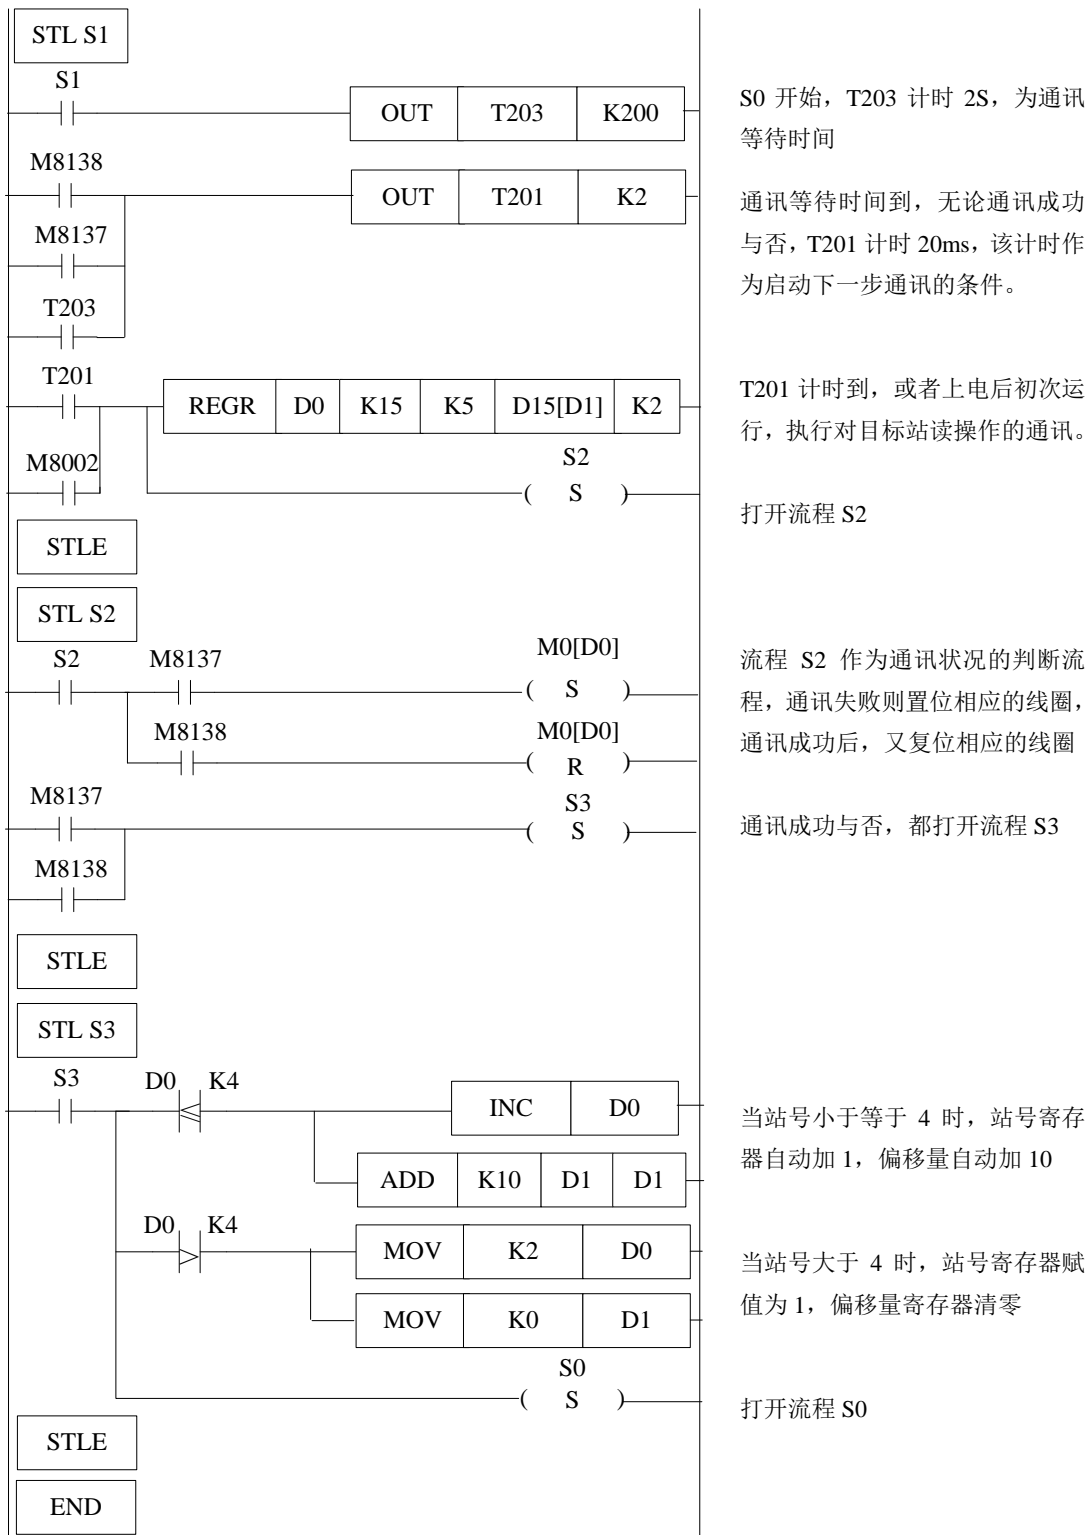 STL S1
S1
OUT T203 K200
S0 开始，T203 计时 2S，为通讯
等待时间
M8138
OUT T201 K2
通讯等待时间到，无论通讯成功
与否，T201 计时 20ms，该计时作
为启动下一步通讯的条件。
M8137
T203
T201
REGR D0 K15 K5 D15[D1] K2
T201 计时到，或者上电后初次运
行，执行对目标站读操作的通讯。
M8002
S2
( S )
打开流程 S2
STLE
STL S2
S2 M8137 M0[D0]
( S )
流程 S2 作为通讯状况的判断流
程，通讯失败则置位相应的线圈，
通讯成功后，又复位相应的线圈
M8138 M0[D0]
( R )
M8137 S3
( S )
通讯成功与否，都打开流程 S3
M8138
STLE
STL S3
S3 D0 K4
≤
INC D0
当站号小于等于 4 时，站号寄存
器自动加 1，偏移量自动加 10
ADD K10 D1 D1
D0 K4
>
MOV K2 D0
当站号大于 4 时，站号寄存器赋
值为 1，偏移量寄存器清零
MOV K0 D1
S0
( S )
打开流程 S0
STLE
END